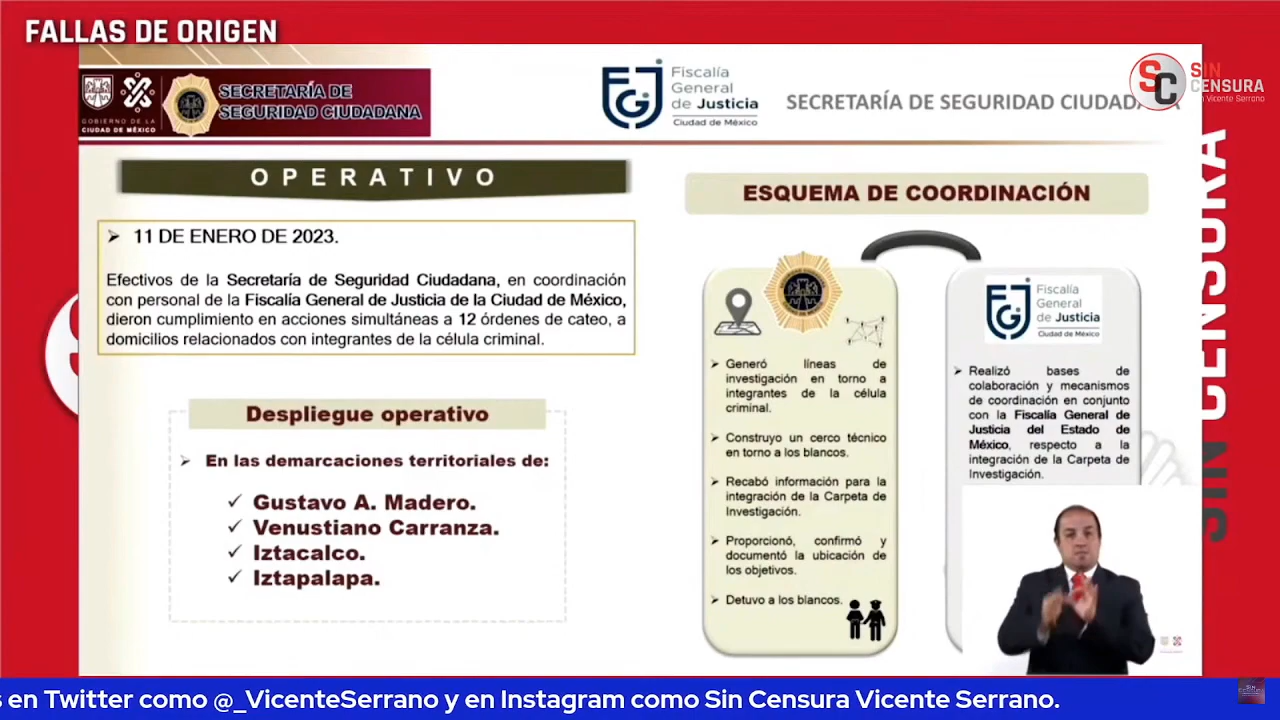 FALLAS DE ORIGEN
GOBIERNO DE LA
CIUDAD DE MÉXICO
SECRETARÍA DE
SEGURIDAD CIUDADANA
Fiscalía
General
de Justicia
Ciudad de México
SECRETARÍA DE SEGURIDAD CIUDADA
SC
SIN
CENSURA
Vicente Serrano
OPERATIVO
➢ 11 DE ENERO DE 2023.
Efectivos de la Secretaría de Seguridad Ciudadana, en coordinación
con personal de la Fiscalía General de Justicia de la Ciudad de México,
dieron cumplimiento en acciones simultáneas a 12 órdenes de cateo, a
domicilios relacionados con integrantes de la célula criminal.
Despliegue operativo
➢ En las demarcaciones territoriales de:
✓ Gustavo A. Madero.
✓ Venustiano Carranza.
✓ Iztacalco.
✓ Iztapalapa.
ESQUEMA DE COORDINACIÓN
➢ Generó líneas de
investigación en torno a
integrantes de la célula
criminal.
➢ Construyo un cerco técnico
en torno a los blancos.
➢ Recabó información para la
integración de la Carpeta de
Investigación.
➢ Proporcionó, confirmó y
documentó la ubicación de
los objetivos.
➢ Detuvo a los blancos.
Fiscalía
General
de Justicia
Ciudad de México
➢ Realizó bases de
colaboración y mecanismos
de coordinación en conjunto
con la Fiscalía General de
Justicia del Estado de
México, respecto a la
integración de la Carpeta de
Investigación.
SIN CENSURA
s en Twitter como @_VicenteSerrano y en Instagram como Sin Censura Vicente Serrano.